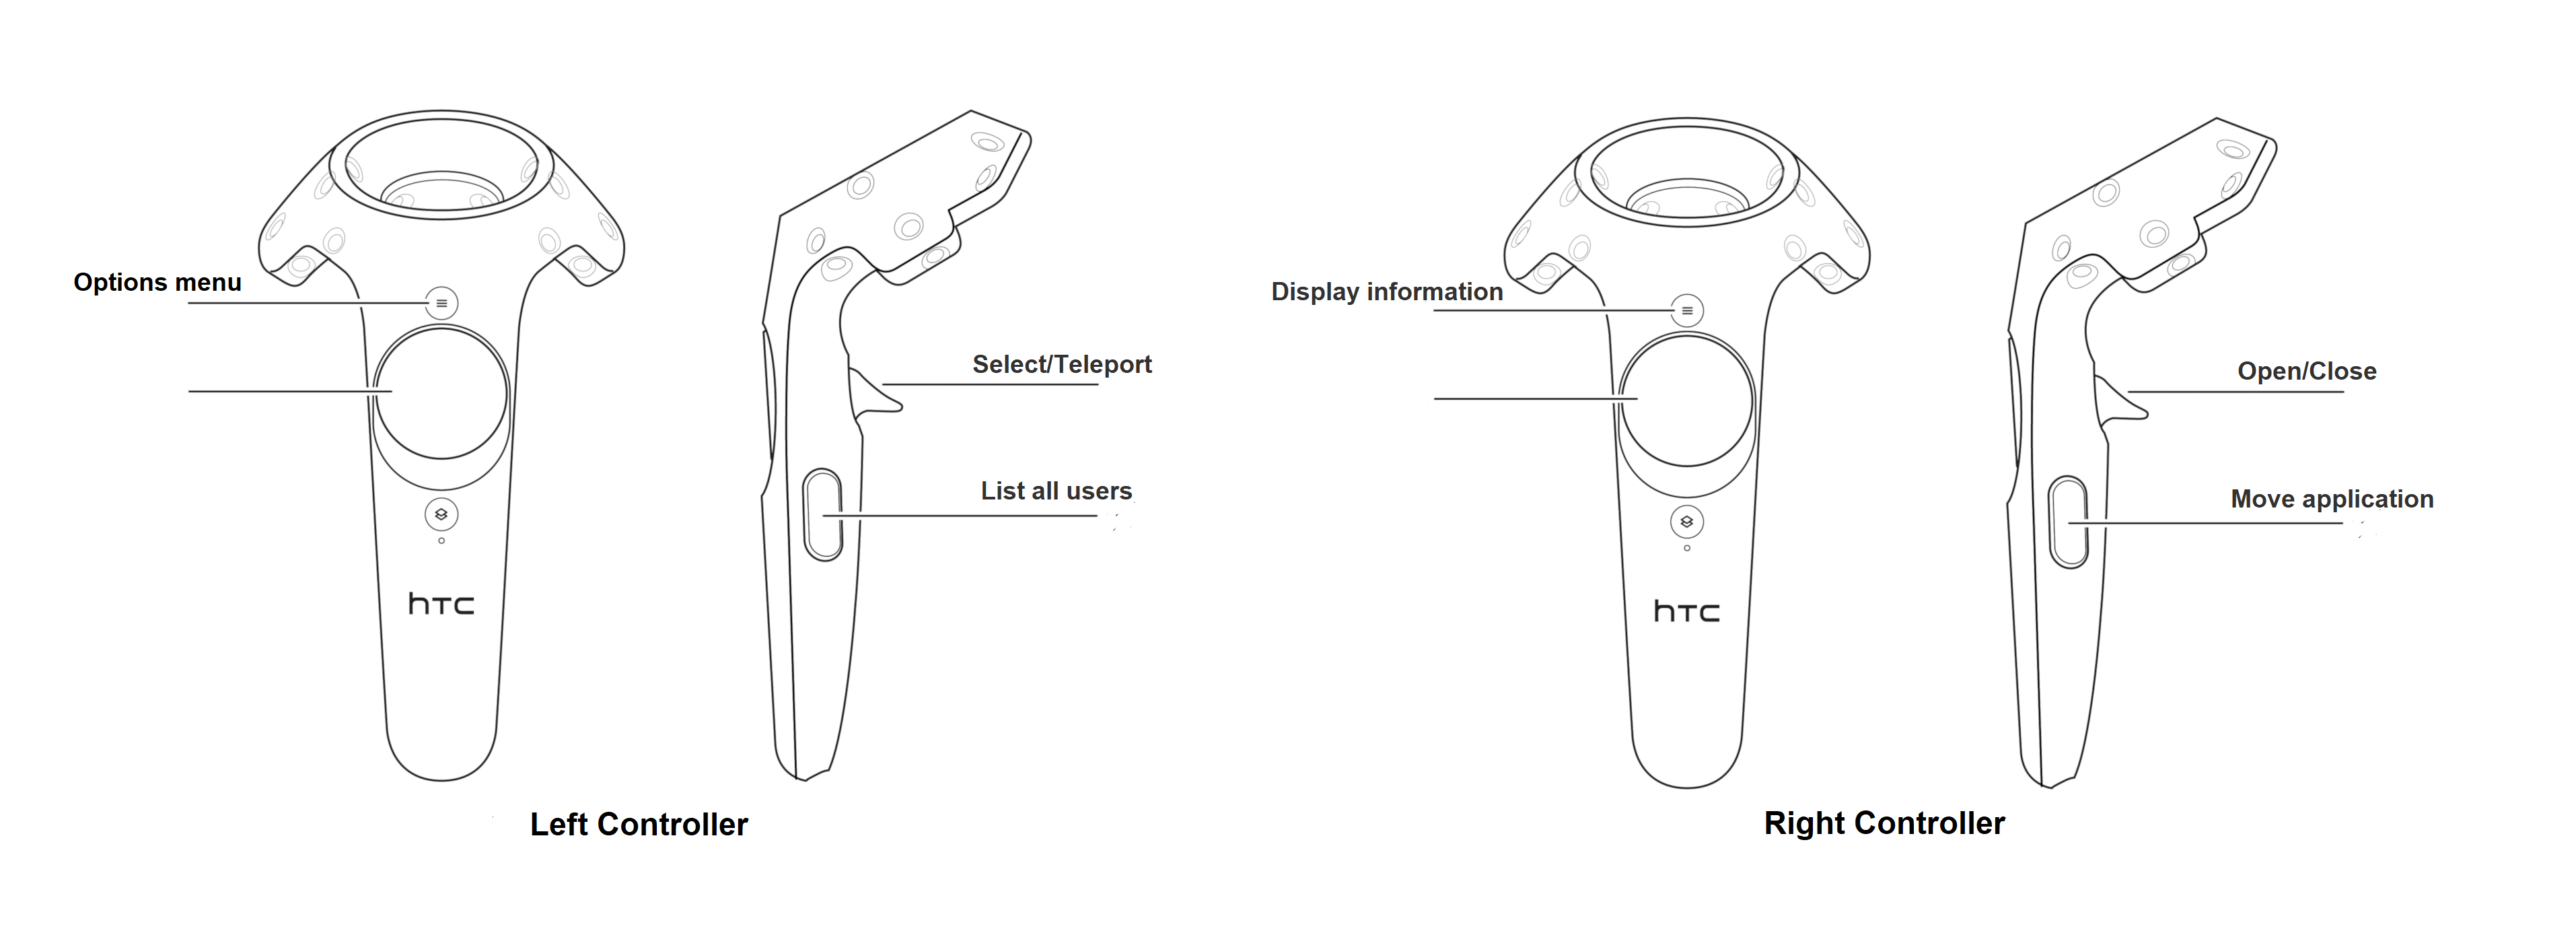 Options menu
Select/Teleport
List all users
hTC
Left Controller
Display information
Open/Close
Move application
hTC
Right Controller